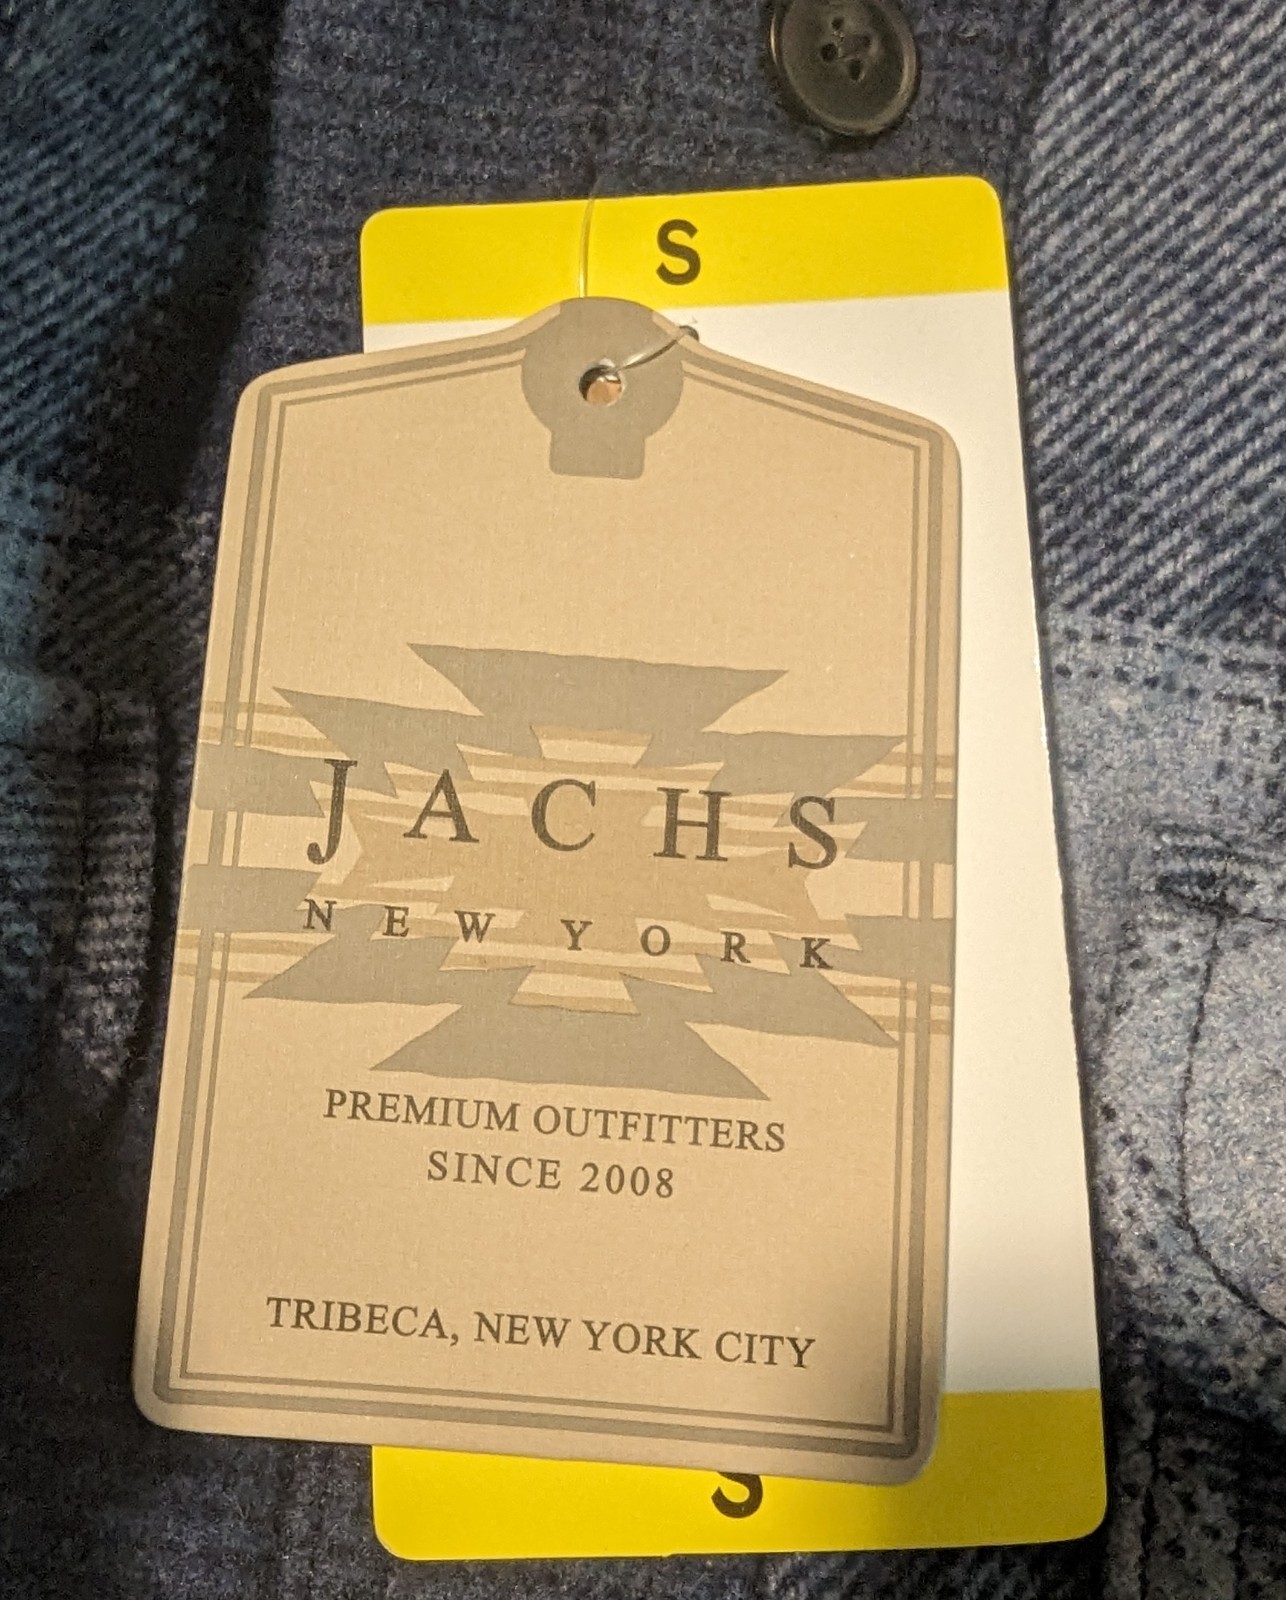 S
JACHS
NEW YORK
PREMIUM OUTFITTERS
SINCE 2008
TRIBECA, NEW YORK CITY
S